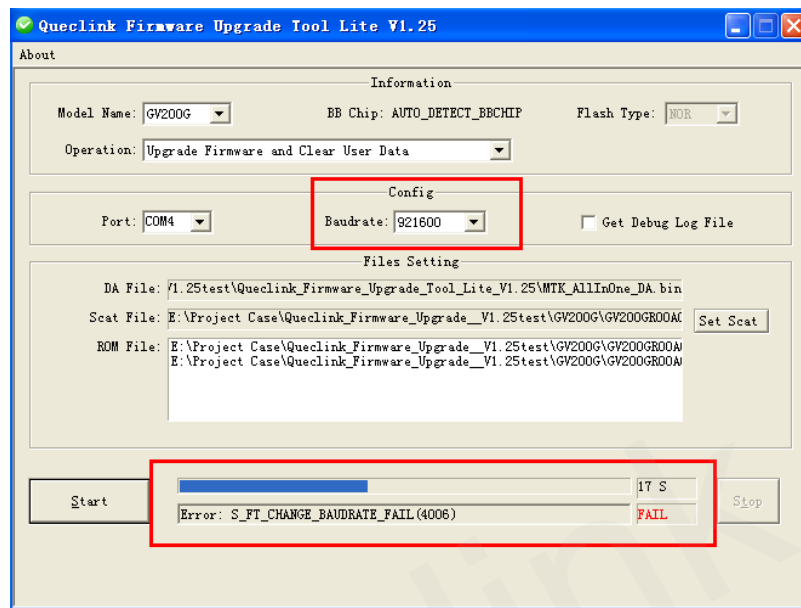 Queclink Firmware Upgrade Tool Lite V1.25
About
Information
Model Name: GV200G BB Chip: AUTO_DETECT_BBCHIP Flash Type: NOR
Operation: Upgrade Firmware and Clear User Data
Config
Port: COM4 Baudrate: 921600 Get Debug Log File
Files Setting
DA File: /1.25test\Queclink_Firmware_Upgrade_Tool_Lite_V1.25\MTK_AllInOne_DA.bin
Scat File: E:\Project Case\Queclink_Firmware_Upgrade__V1.25test\GV200G\GV200GR00A0 Set Scat
ROM File: E:\Project Case\Queclink_Firmware_Upgrade__V1.25test\GV200G\GV200GR00A
E:\Project Case\Queclink_Firmware_Upgrade__V1.25test\GV200G\GV200GR00A
17 S
Start Stop
Error: S_FT_CHANGE_BAUDRATE_FAIL(4006) FAIL